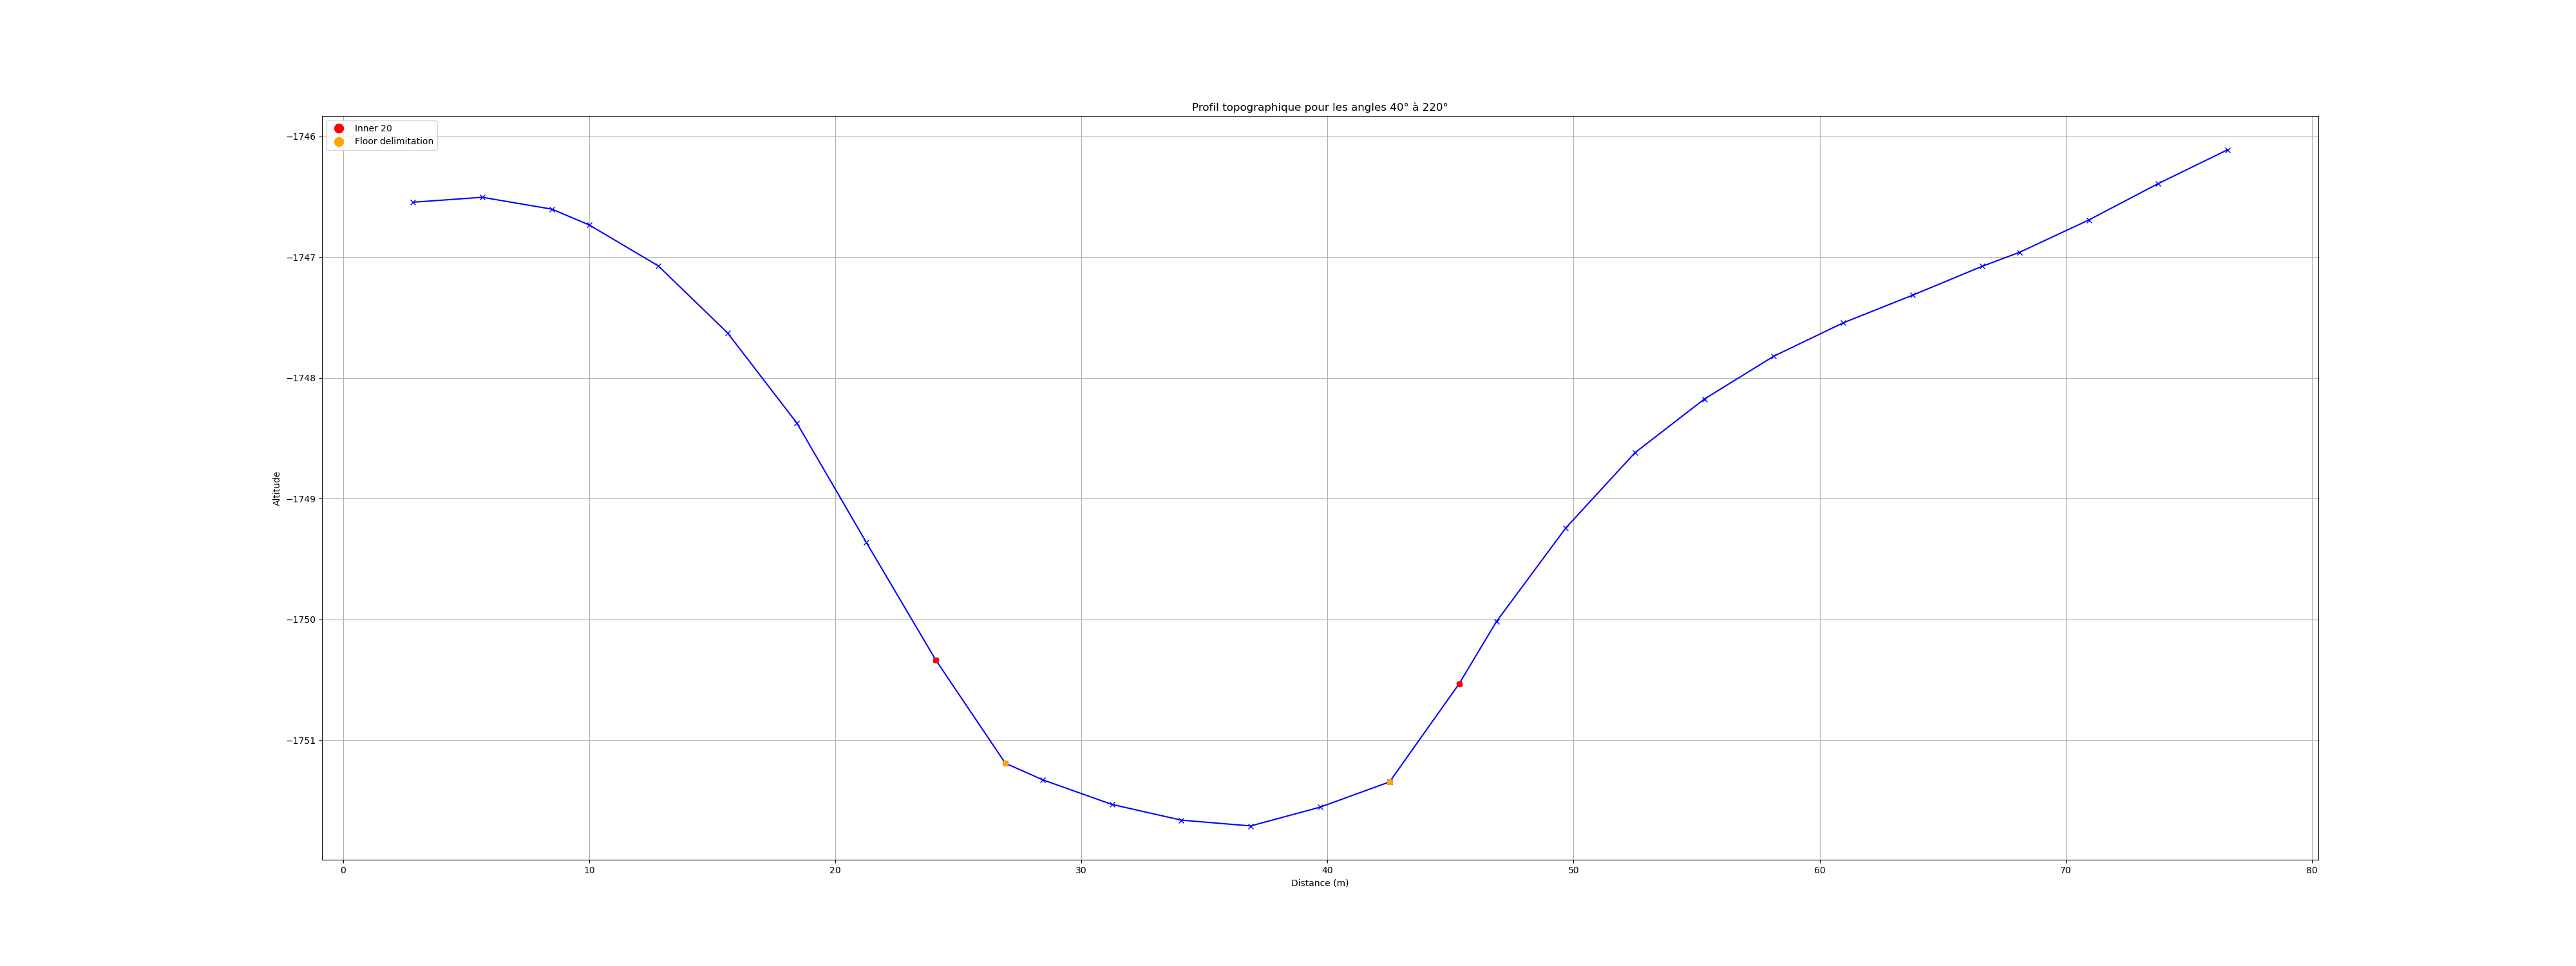 Profil topographique pour les angles 40° à 220°
Inner 20
Floor delimitation
−1746
−1747
−1748
−1749
−1750
−1751
Altitude
0 10 20 30 40 50 60 70 80
Distance (m)